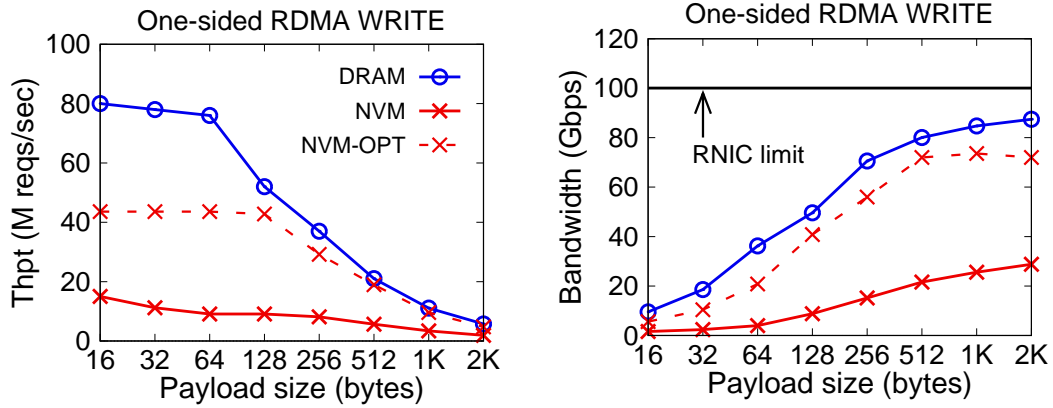 One-sided RDMA WRITE
Thpt (M reqs/sec)
100
80
60
40
20
0
DRAM
NVM
NVM-OPT
16 32 64 128 256 512 1K 2K
Payload size (bytes)
One-sided RDMA WRITE
Bandwidth (Gbps)
120
100
80
60
40
20
0
RNIC limit
16 32 64 128 256 512 1K 2K
Payload size (bytes)